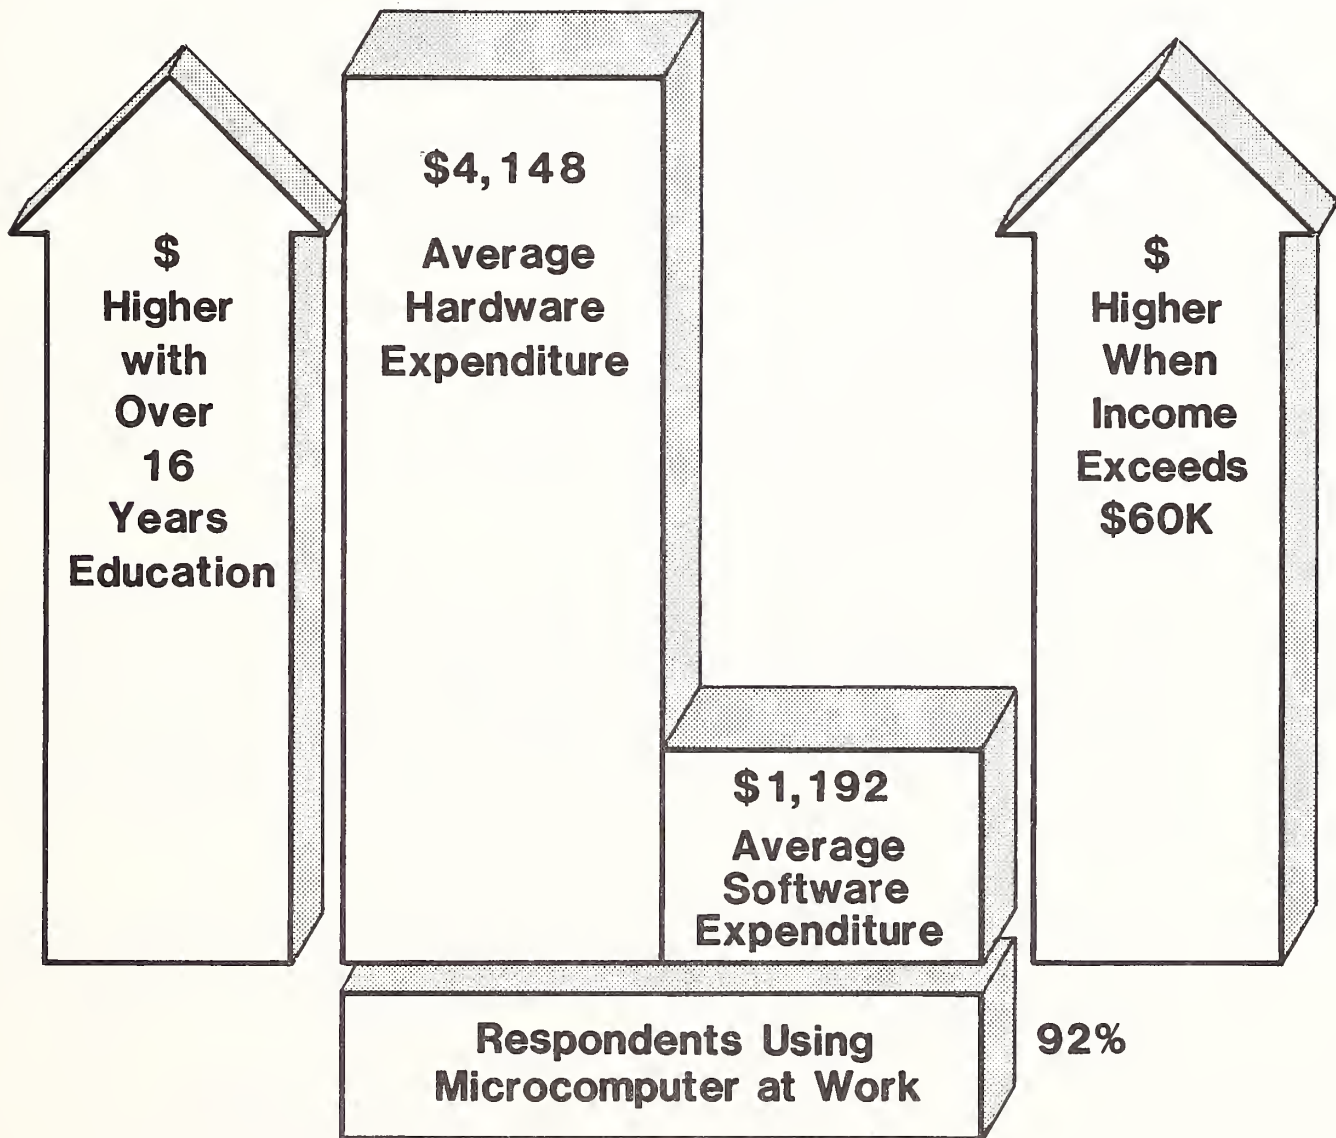 $
Higher
with
Over
16
Years
Education
$4,148
Average
Hardware
Expenditure
$1,192
Average
Software
Expenditure
$
Higher
When
Income
Exceeds
$60K
Respondents Using
Microcomputer at Work
92%